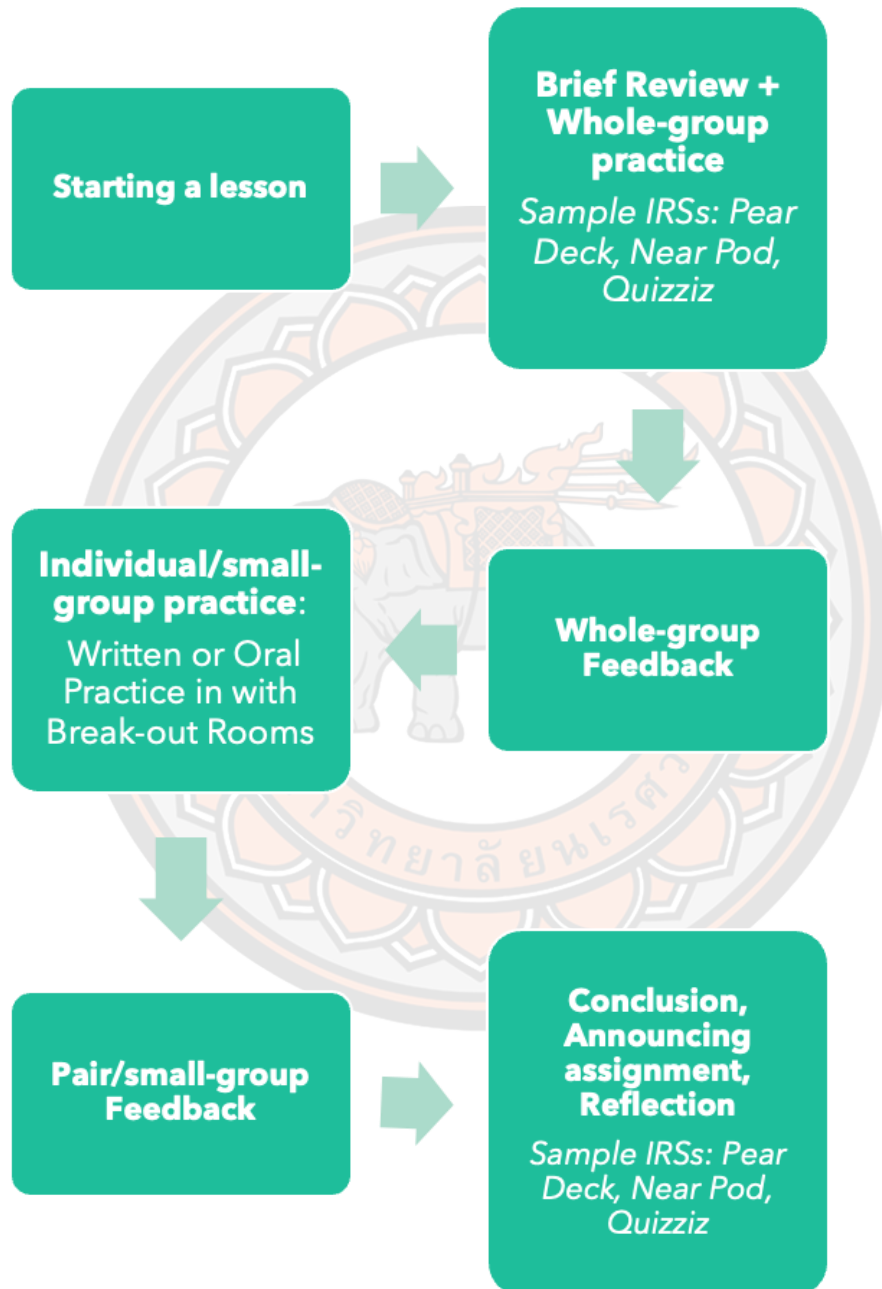 Starting a lesson
Brief Review +
Whole-group
practice
Sample IRSs: Pear
Deck, Near Pod,
Quizziz
Whole-group
Feedback
Individual/small-
group practice:
Written or Oral
Practice in with
Break-out Rooms
Pair/small-group
Feedback
Conclusion,
Announcing
assignment,
Reflection
Sample IRSs: Pear
Deck, Near Pod,
Quizziz